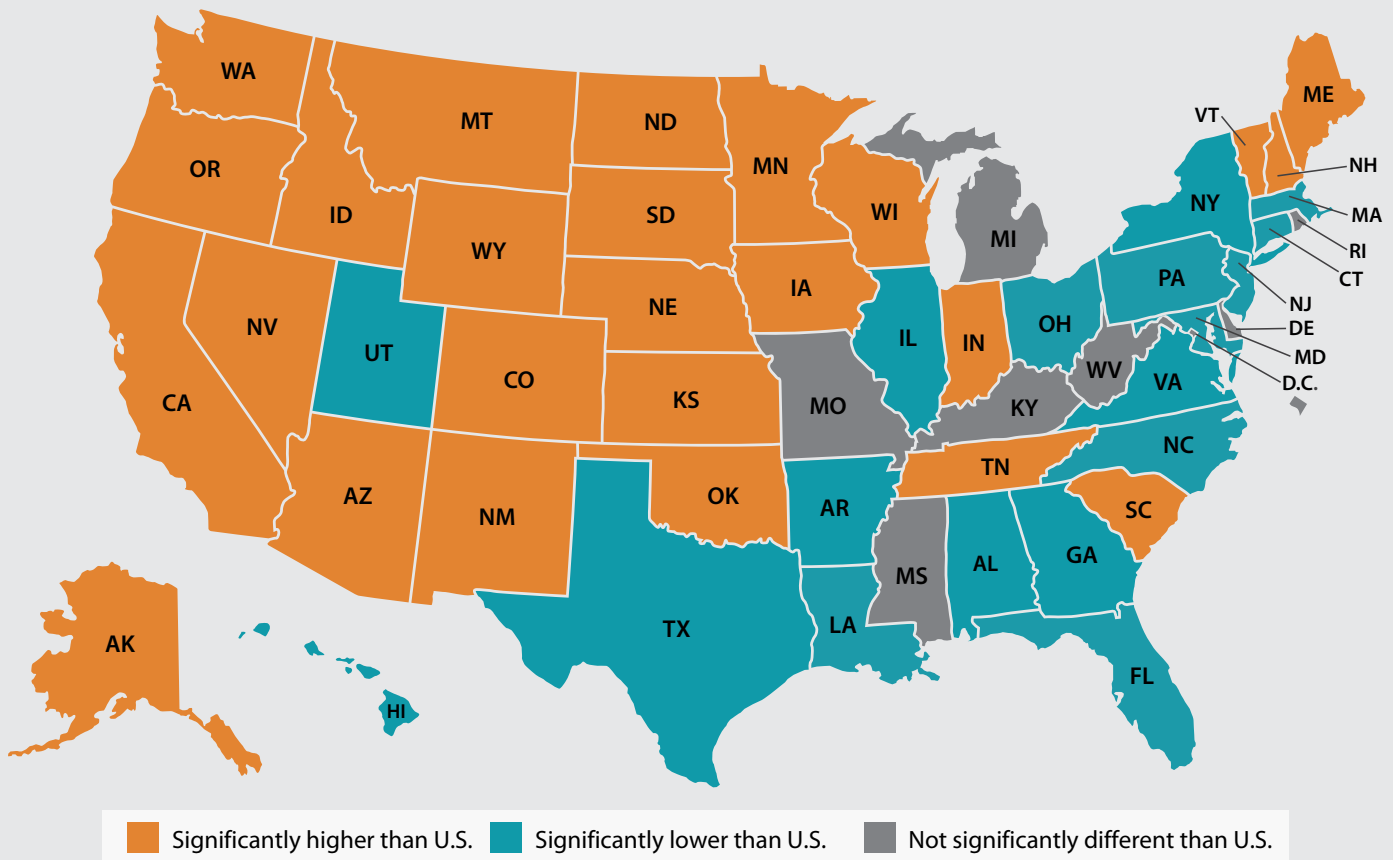 WA
MT
ND
MN
ME
VT
OR
ID
SD
WI
MI
NY
NH
MA
WY
RI
CT
NE
IA
PA
NJ
NV
UT
CO
IL
IN
OH
DE
MD
D.C.
WV
VA
CA
KS
MO
KY
NC
TN
AZ
NM
OK
AR
SC
MS
AL
GA
AK
TX
LA
FL
HI
Significantly higher than U.S.
Significantly lower than U.S.
Not significantly different than U.S.